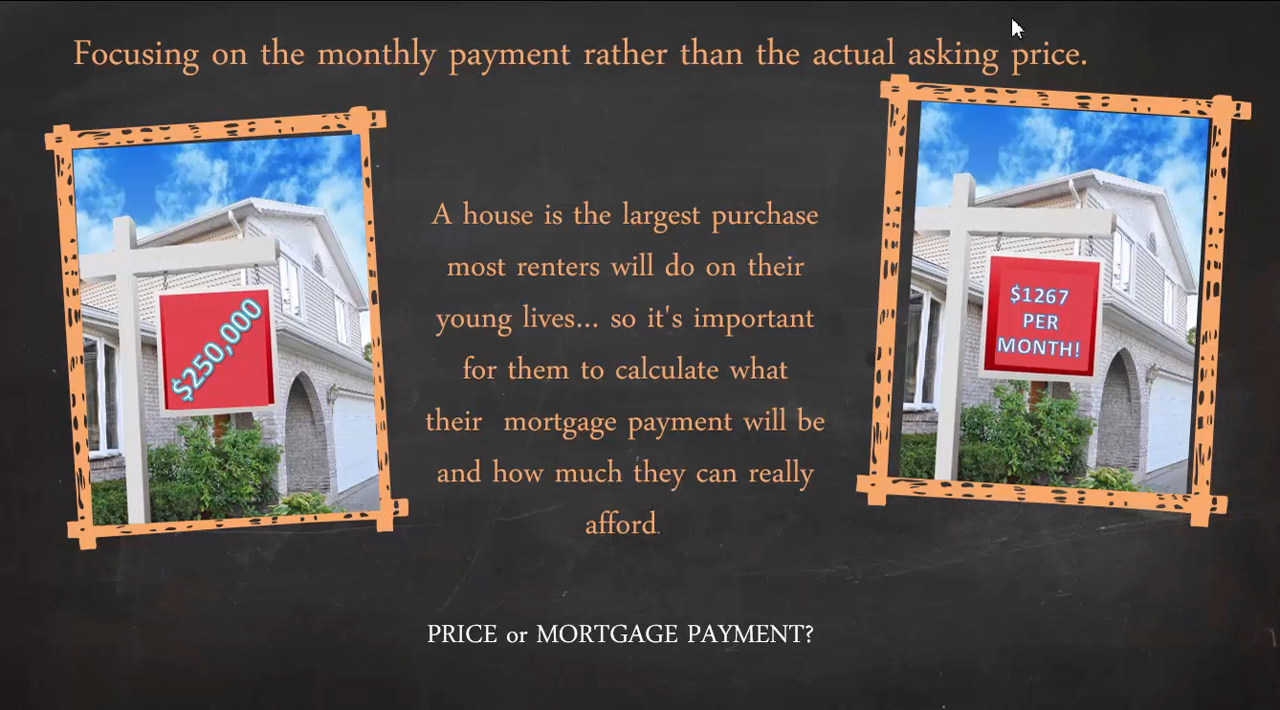 Focusing on the monthly payment rather than the actual asking price.
$250,000
A house is the largest purchase
most renters will do on their
young lives... so it's important
for them to calculate what
their  mortgage payment will be
and how much they can really
afford.
$1267
PER
MONTH!
PRICE or MORTGAGE PAYMENT?